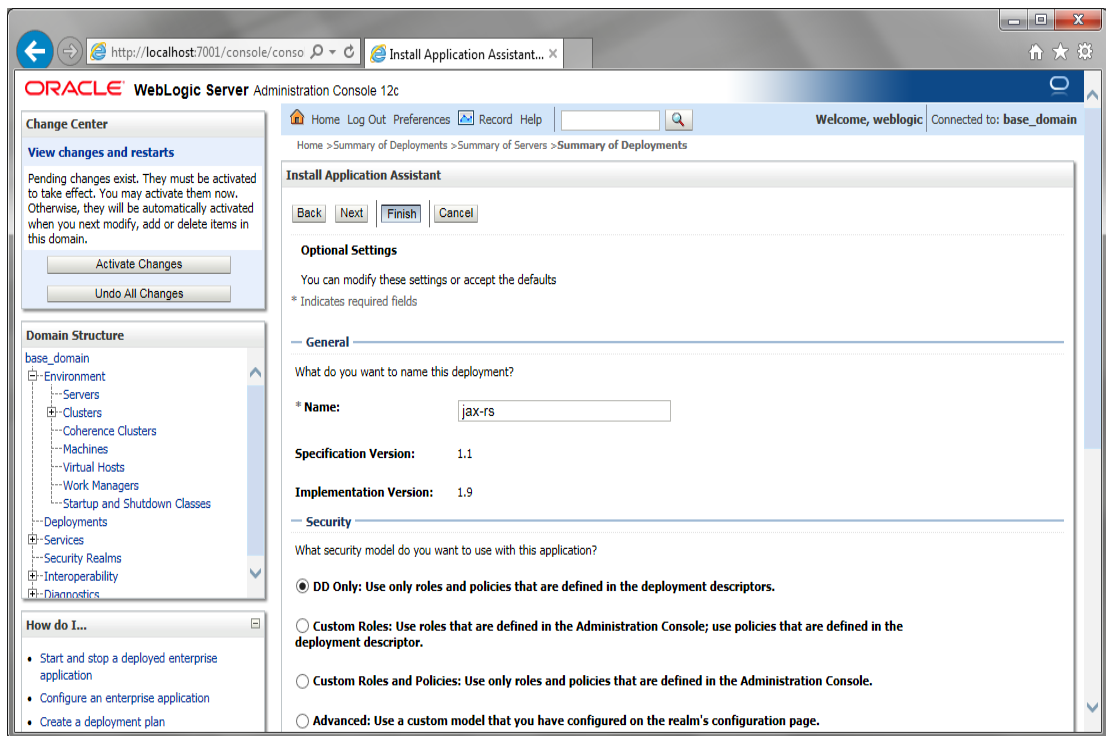 http://localhost:7001/console/conso
Install Application Assistant...
ORACLE WebLogic Server Administration Console 12c
Change Center
View changes and restarts
Pending changes exist. They must be activated
to take effect. You may activate them now.
Otherwise, they will be automatically activated
when you next modify, add or delete items in
this domain.
Activate Changes
Undo All Changes
Domain Structure
base_domain
Environment
Servers
Clusters
Coherence Clusters
Machines
Virtual Hosts
Work Managers
Startup and Shutdown Classes
Deployments
Services
Security Realms
Interoperability
Diagnostics
How do I...
• Start and stop a deployed enterprise
application
• Configure an enterprise application
• Create a deployment plan
Home Log Out Preferences Record Help
Welcome, weblogic Connected to: base_domain
Home >Summary of Deployments >Summary of Servers >Summary of Deployments
Install Application Assistant
Back Next Finish Cancel
Optional Settings
You can modify these settings or accept the defaults
* Indicates required fields
General
What do you want to name this deployment?
* Name: jax-rs
Specification Version: 1.1
Implementation Version: 1.9
Security
What security model do you want to use with this application?
DD Only: Use only roles and policies that are defined in the deployment descriptors.
Custom Roles: Use roles that are defined in the Administration Console; use policies that are defined in the
deployment descriptor.
Custom Roles and Policies: Use only roles and policies that are defined in the Administration Console.
Advanced: Use a custom model that you have configured on the realm's configuration page.